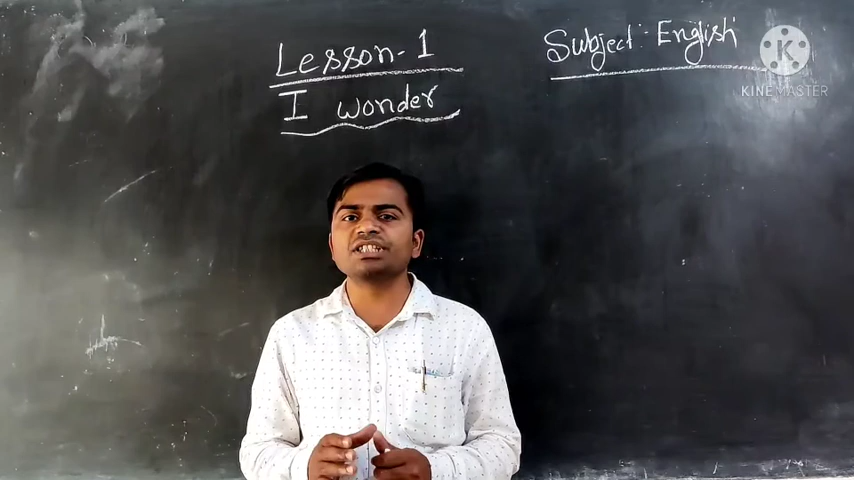 Lesson-1
I wonder
Subject: English
K
KINEMASTER